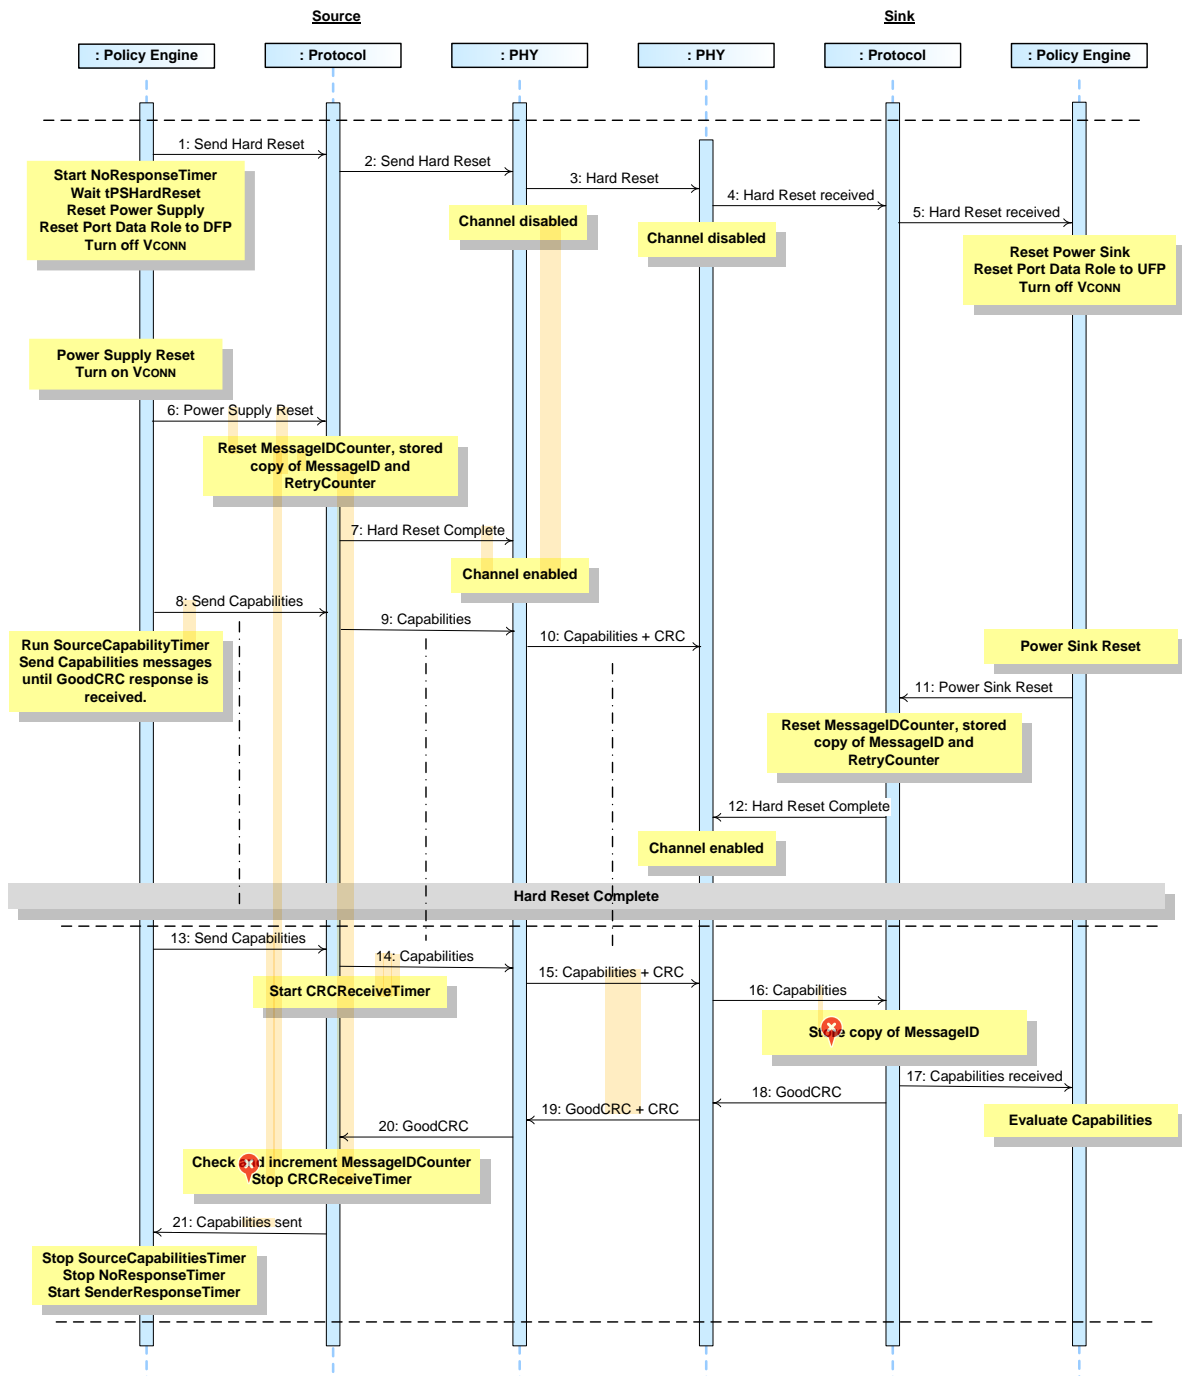 Source
Sink
: Policy Engine
: Protocol
: PHY
: PHY
: Protocol
: Policy Engine
1: Send Hard Reset
2: Send Hard Reset
3: Hard Reset
4: Hard Reset received
5: Hard Reset received
Start NoResponseTimer
Wait tPSHardReset
Reset Power Supply
Reset Port Data Role to DFP
Turn off VCONN
Channel disabled
Channel disabled
Reset Power Sink
Reset Port Data Role to UFP
Turn off VCONN
Power Supply Reset
Turn on VCONN
6: Power Supply Reset
Reset MessageIDCounter, stored
copy of MessageID and
RetryCounter
7: Hard Reset Complete
Channel enabled
8: Send Capabilities
9: Capabilities
10: Capabilities + CRC
Run SourceCapabilityTimer
Send Capabilities messages
until GoodCRC response is
received.
Power Sink Reset
11: Power Sink Reset
Reset MessageIDCounter, stored
copy of MessageID and
RetryCounter
12: Hard Reset Complete
Channel enabled
Hard Reset Complete
13: Send Capabilities
14: Capabilities
15: Capabilities + CRC
16: Capabilities
Start CRCReceiveTimer
Store copy of MessageID
17: Capabilities received
18: GoodCRC
19: GoodCRC + CRC
20: GoodCRC
Evaluate Capabilities
Check and increment MessageIDCounter
Stop CRCReceiveTimer
21: Capabilities sent
Stop SourceCapabilitiesTimer
Stop NoResponseTimer
Start SenderResponseTimer